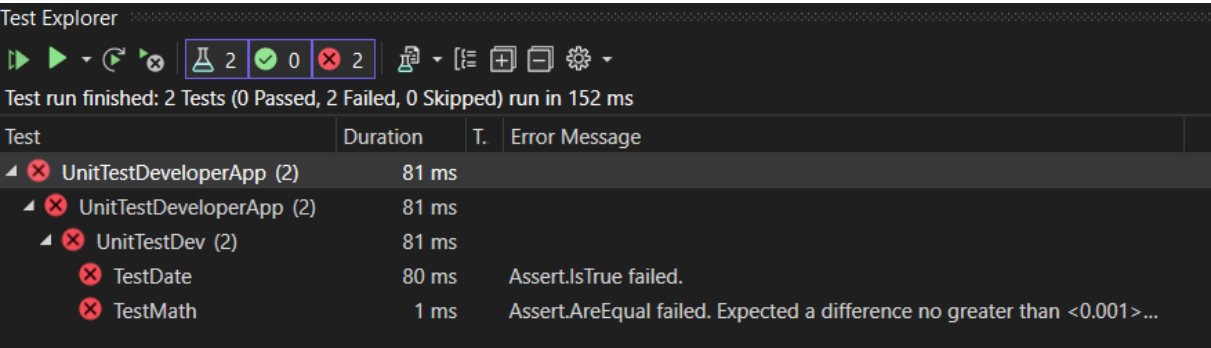 Test Explorer
2 0 2
Test run finished: 2 Tests (0 Passed, 2 Failed, 0 Skipped) run in 152 ms
Test Duration T. Error Message
UnitTestDeveloperApp (2) 81 ms
UnitTestDeveloperApp (2) 81 ms
UnitTestDev (2) 81 ms
TestDate 80 ms Assert.IsTrue failed.
TestMath 1 ms Assert.AreEqual failed. Expected a difference no greater than <0.001>...